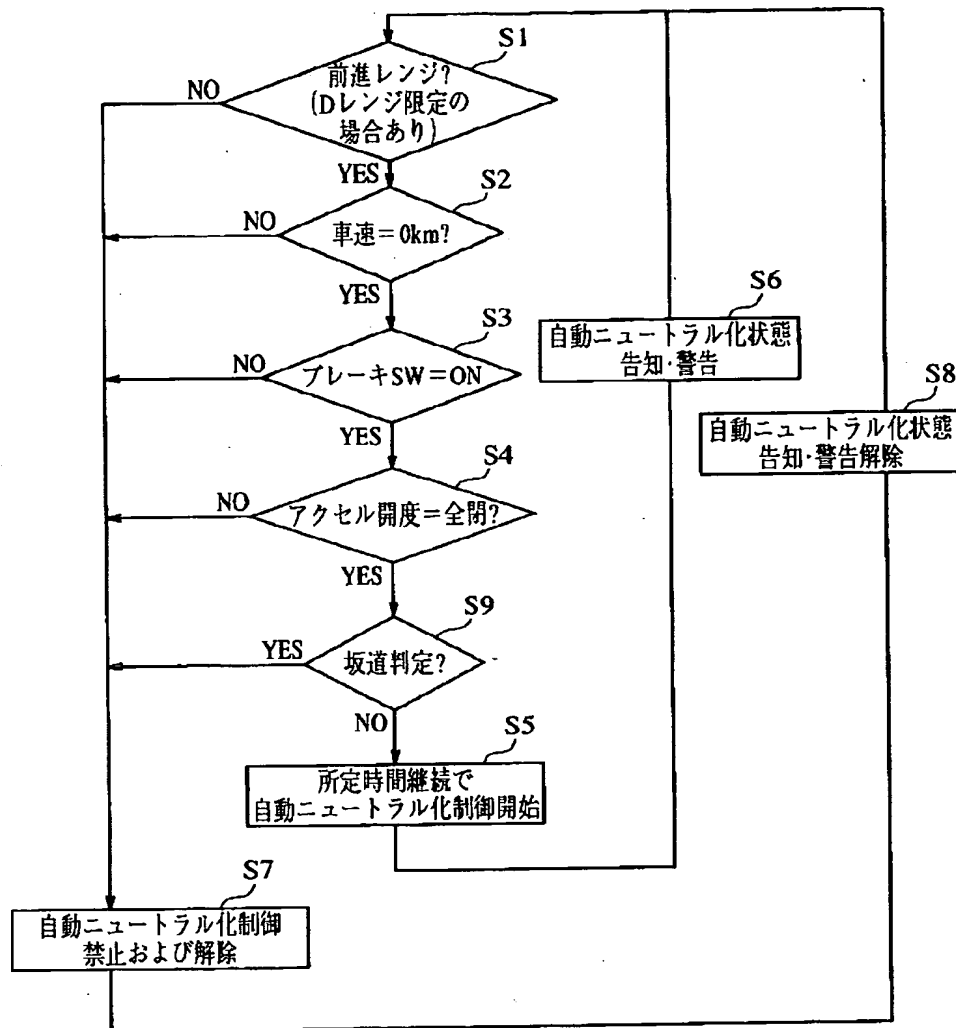 S1
前進レンジ?
(Dレンジ限定の
場合あり)
NO
YES
S2
車速=0km?
NO
YES
S3
ブレーキSW=ON
NO
YES
S4
アクセル開度=全閉?
NO
YES
S9
坂道判定?
YES
NO
S5
所定時間継続で
自動ニュートラル化制御開始
S6
自動ニュートラル化状態
告知·警告
S8
自動ニュートラル化状態
告知·警告解除
S7
自動ニュートラル化制御
禁止および解除